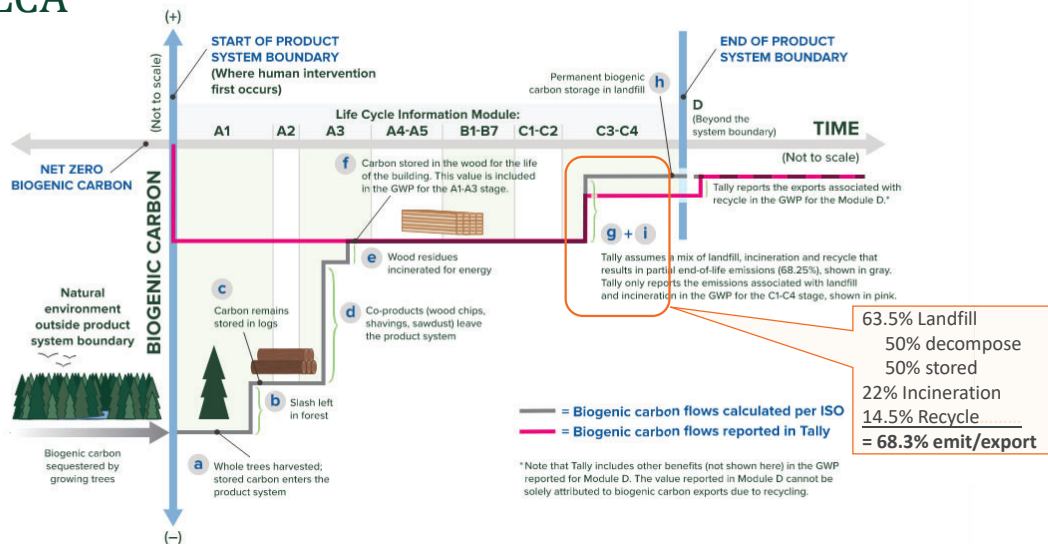 LCA
(+)
(Not to scale)
START OF PRODUCT
SYSTEM BOUNDARY
(Where human intervention
first occurs)
END OF PRODUCT
SYSTEM BOUNDARY
Permanent biogenic
carbon storage in landfill
h
D
(Beyond the
system boundary)
TIME
(Not to scale)
Life Cycle Information Module:
A1
A2
A3
A4-A5
B1-B7
C1-C2
C3-C4
NET ZERO
BIOGENIC CARBON
BIOGENIC CARBON
f
Carbon stored in the wood for the life
of the building. This value is included
in the GWP for the A1-A3 stage.
Tally reports the exports associated with
recycle in the GWP for the Module D.*
g + i
Tally assumes a mix of landfill, incineration and recycle that
results in partial end-of-life emissions (68.25%), shown in gray.
Tally only reports the emissions associated with landfill
and incineration in the GWP for the C1-C4 stage, shown in pink.
e
Wood residues
incinerated for energy
c
Carbon remains
stored in logs
d
Co-products (wood chips,
shavings, sawdust) leave
the product system
Natural
environment
outside product
system boundary
b
Slash left
in forest
63.5% Landfill
50% decompose
50% stored
22% Incineration
14.5% Recycle
= 68.3% emit/export
= Biogenic carbon flows calculated per ISO
= Biogenic carbon flows reported in Tally
Biogenic carbon
sequestered by
growing trees
a
Whole trees harvested;
stored carbon enters the
product system
*Note that Tally includes other benefits (not shown here) in the GWP
reported for Module D. The value reported in Module D cannot be
solely attributed to biogenic carbon exports due to recycling.
(−)